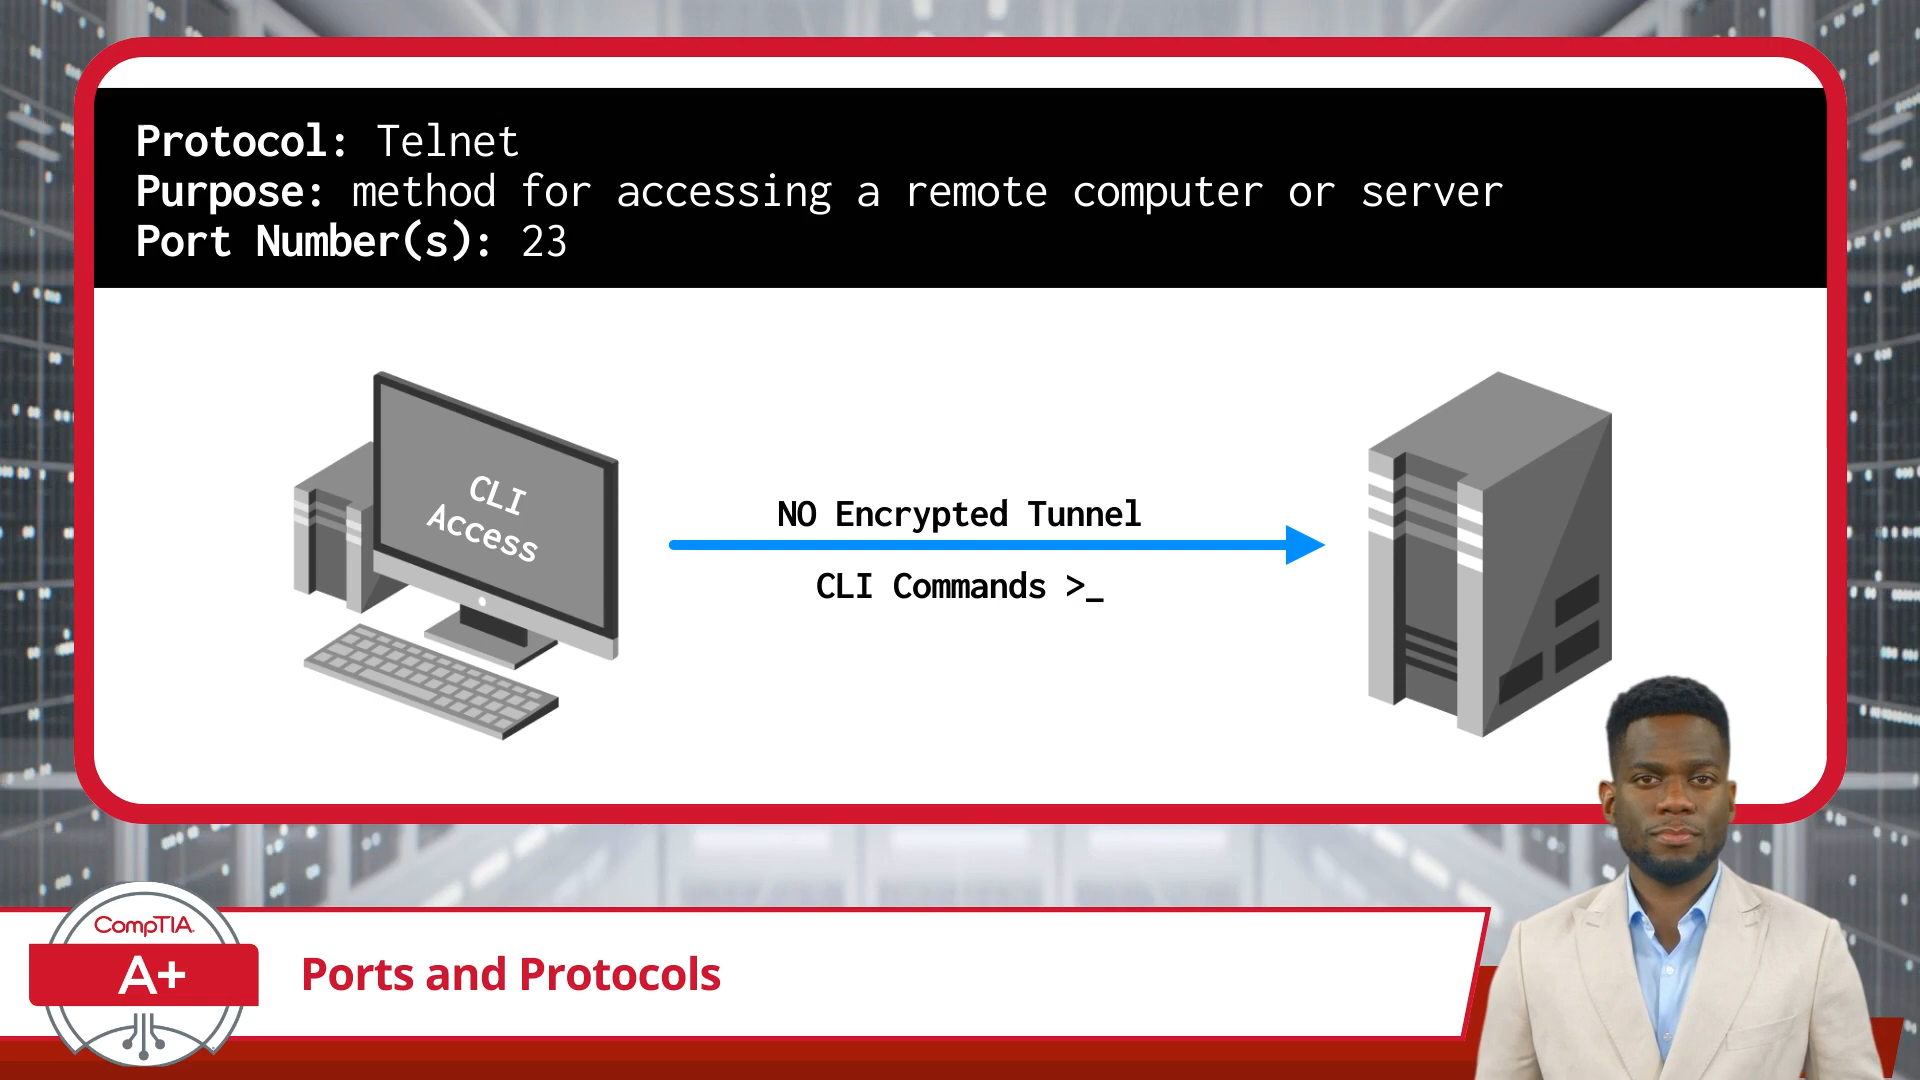 Protocol: Telnet
Purpose: method for accessing a remote computer or server
Port Number(s): 23
CLI
Access
NO Encrypted Tunnel
CLI Commands >_
CompTIA.
A+
Ports and Protocols